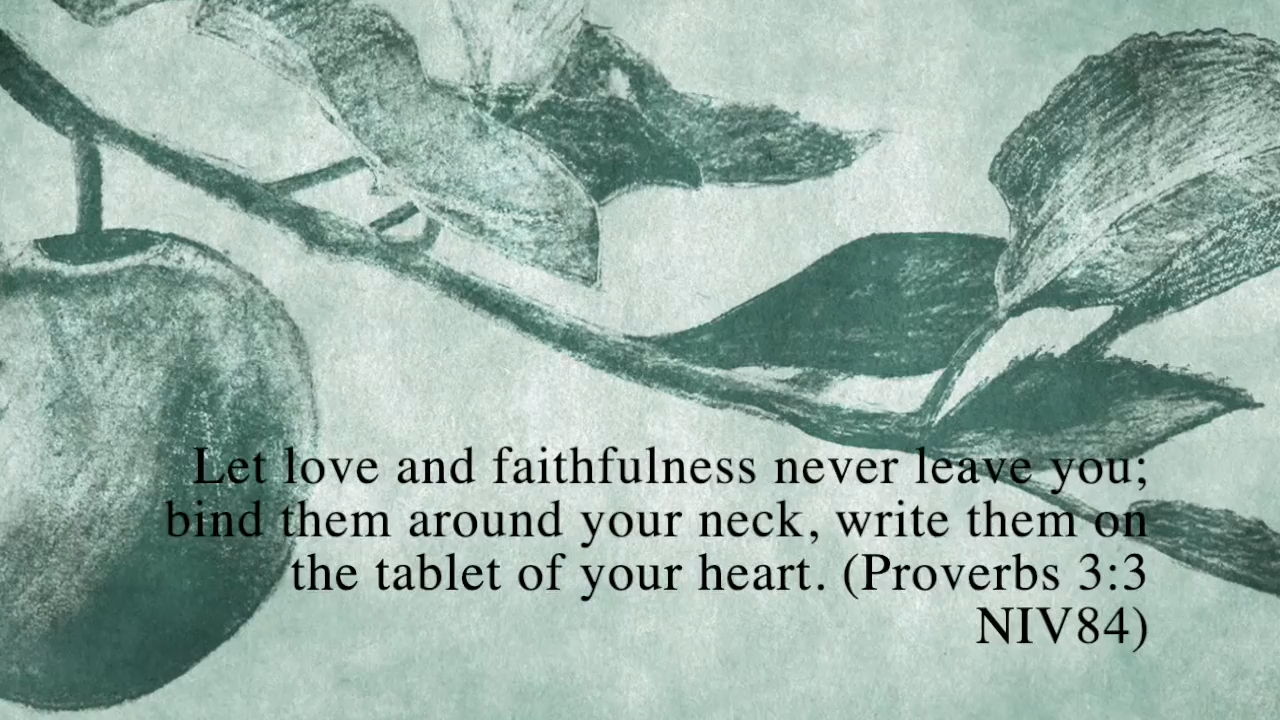 Let love and faithfulness never leave you;
bind them around your neck, write them on
the tablet of your heart. (Proverbs 3:3
NIV84)